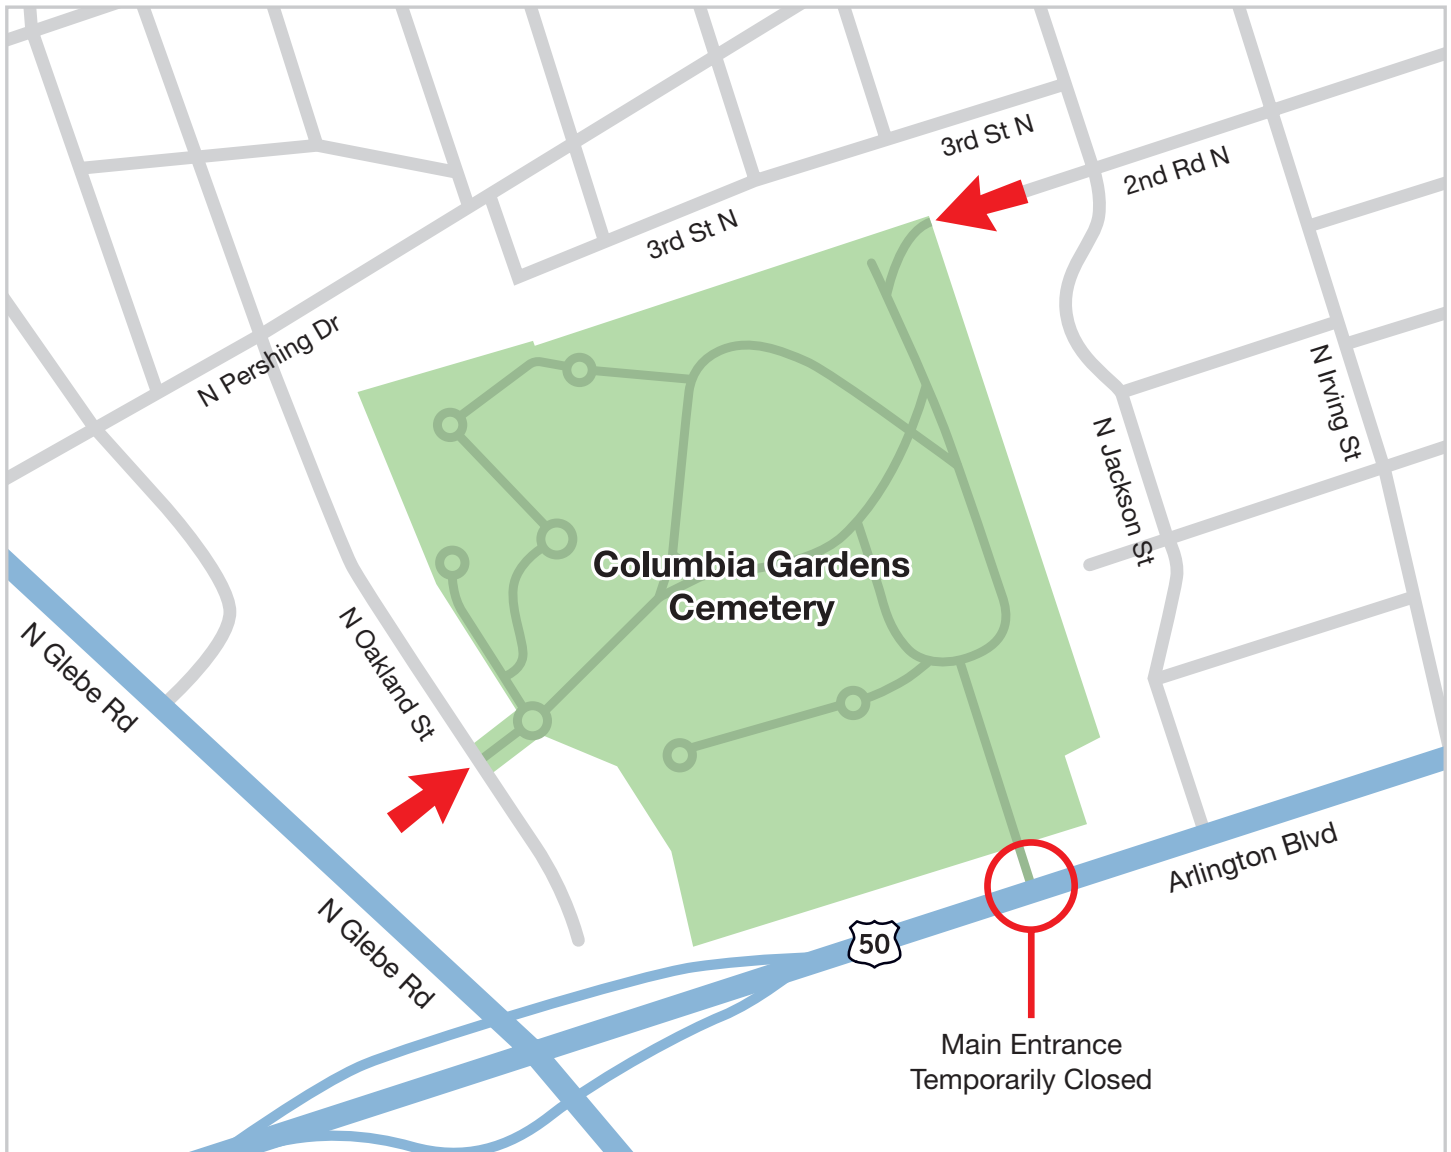 3rd St N
2nd Rd N
3rd St N
N Pershing Dr
N Irving St
N Jackson St
Columbia Gardens
Cemetery
N Oakland St
N Glebe Rd
Arlington Blvd
N Glebe Rd
50
Main Entrance
Temporarily Closed